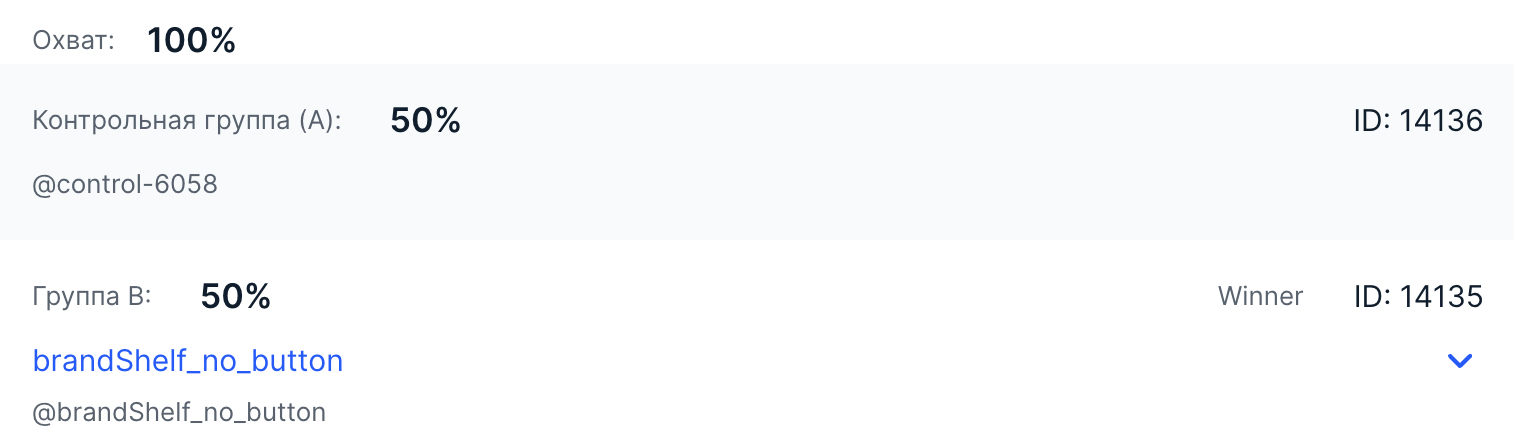 Охват: 100%
Контрольная группа (A): 50% ID: 14136
@control-6058
Группа B: 50% Winner ID: 14135
brandShelf_no_button
@brandShelf_no_button